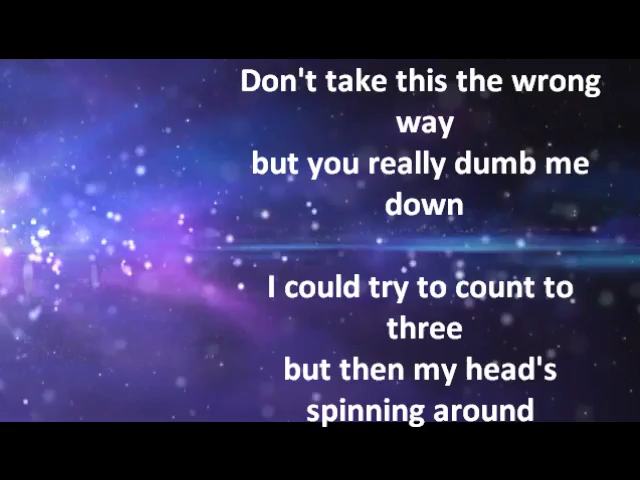 Don't take this the wrong
way
but you really dumb me
down
I could try to count to
three
but then my head's
spinning around